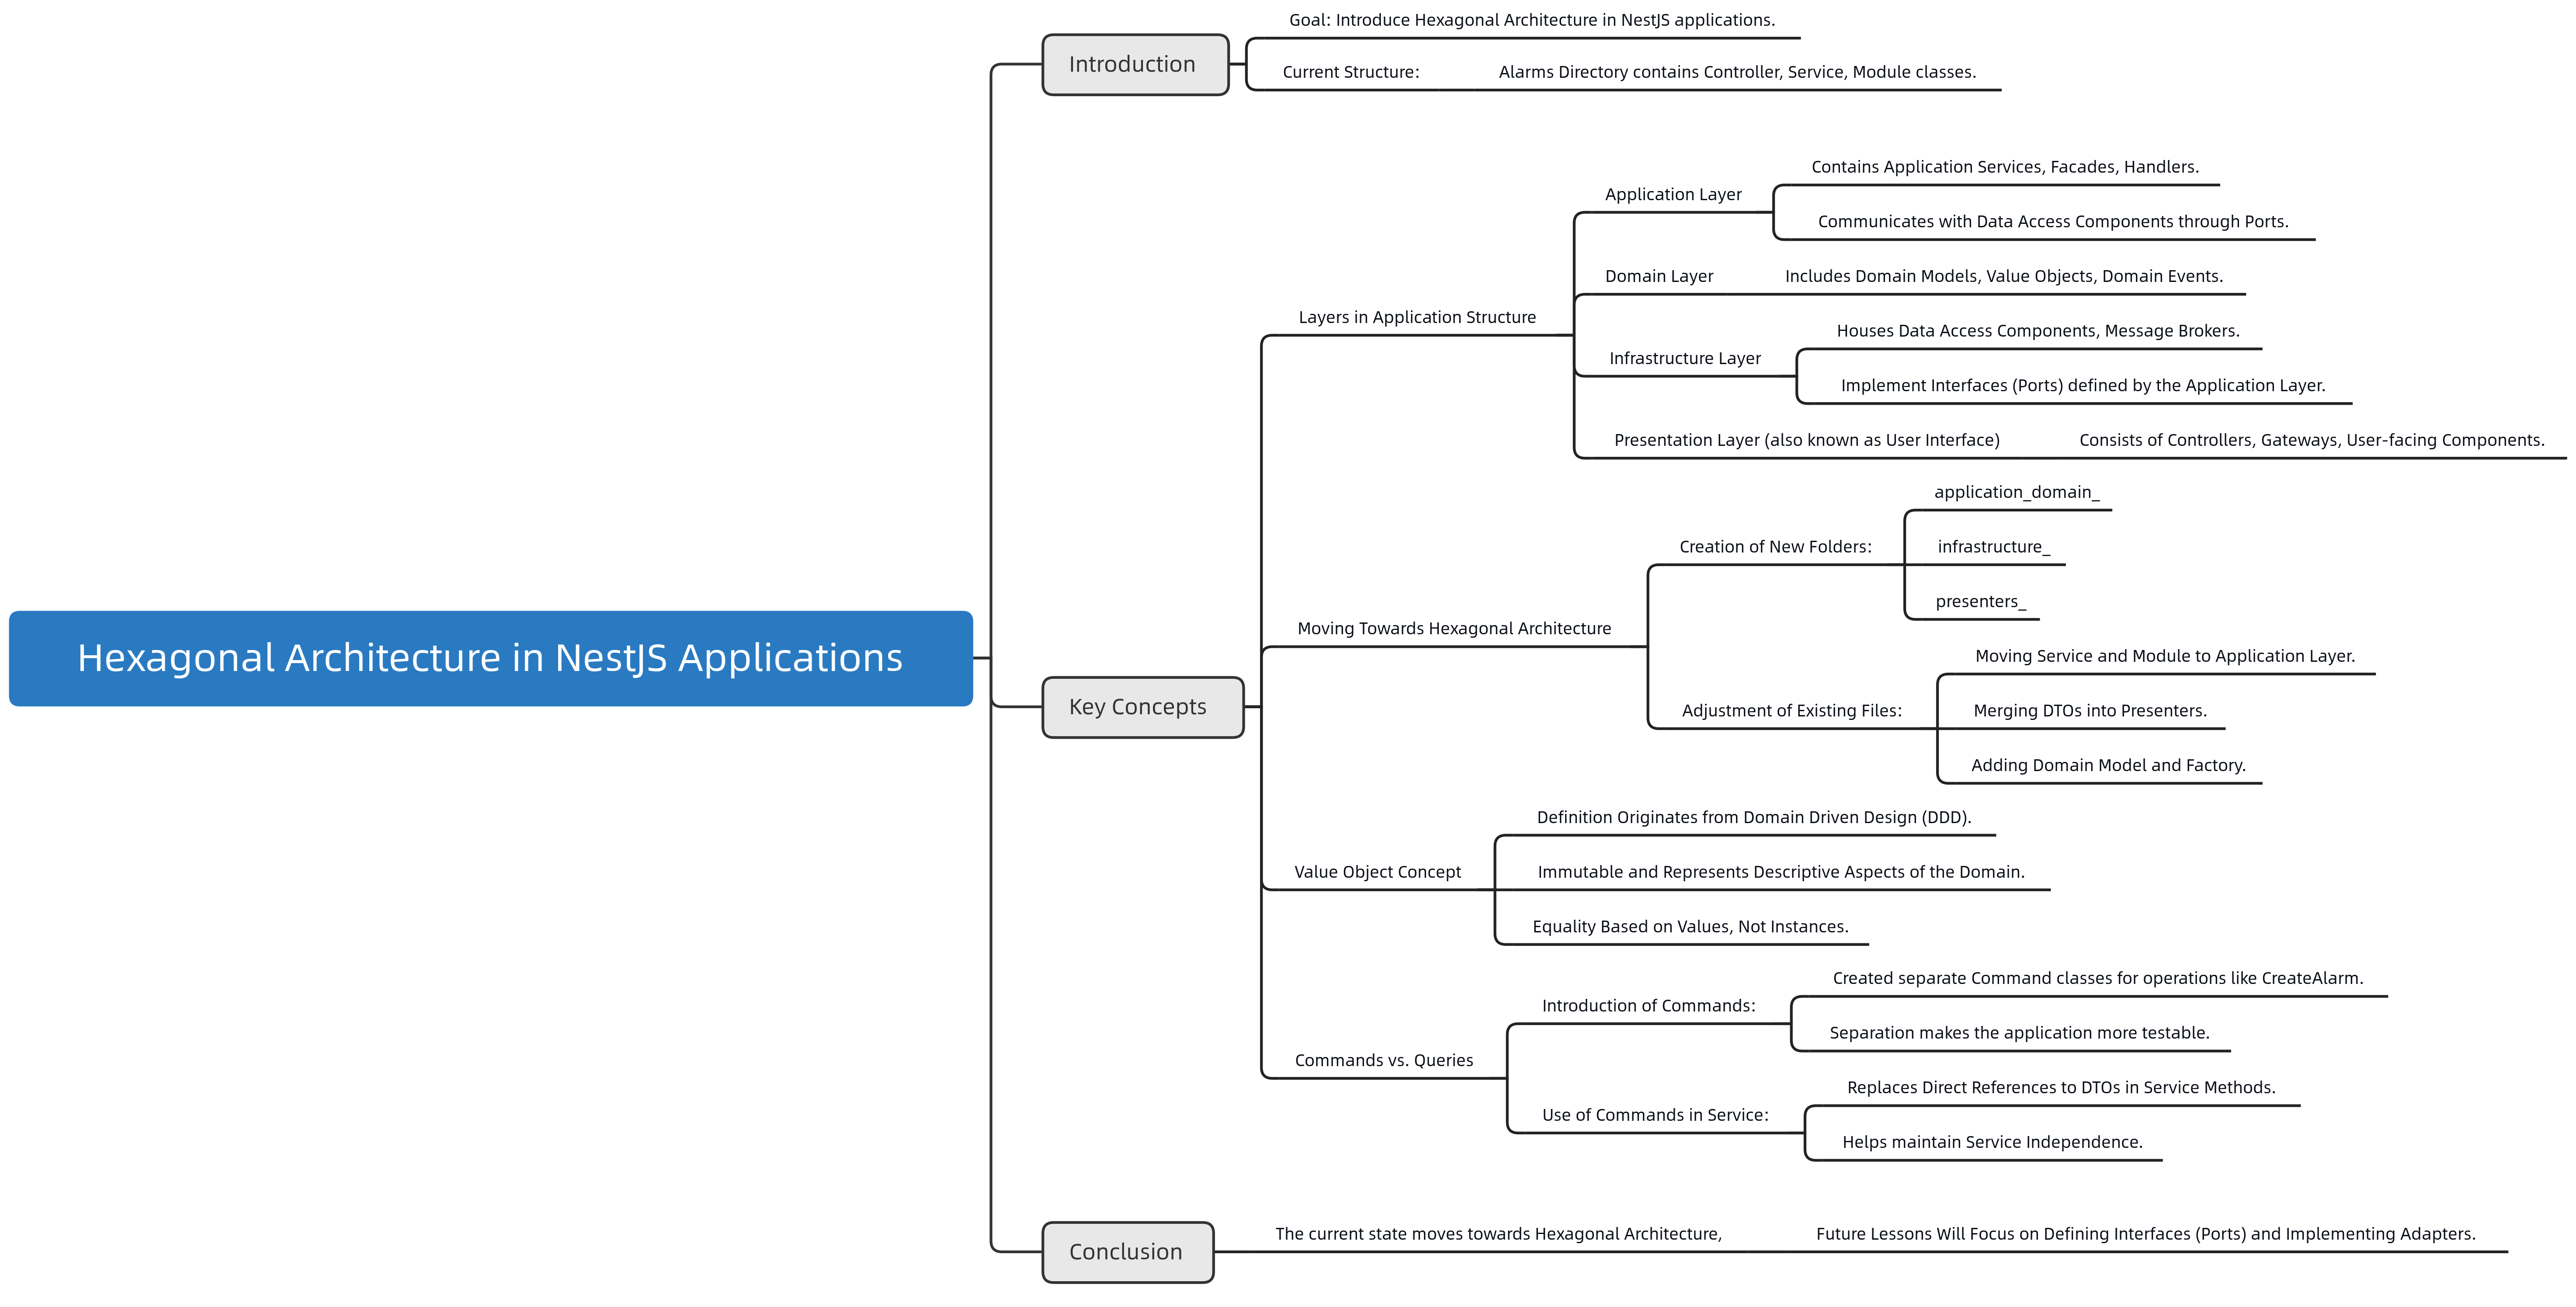 Hexagonal Architecture in NestJS Applications
Introduction
Goal: Introduce Hexagonal Architecture in NestJS applications.
Current Structure:
Alarms Directory contains Controller, Service, Module classes.
Key Concepts
Layers in Application Structure
Application Layer
Contains Application Services, Facades, Handlers.
Communicates with Data Access Components through Ports.
Domain Layer
Includes Domain Models, Value Objects, Domain Events.
Infrastructure Layer
Houses Data Access Components, Message Brokers.
Implement Interfaces (Ports) defined by the Application Layer.
Presentation Layer (also known as User Interface)
Consists of Controllers, Gateways, User-facing Components.
Moving Towards Hexagonal Architecture
Creation of New Folders:
application_domain_
infrastructure_
presenters_
Adjustment of Existing Files:
Moving Service and Module to Application Layer.
Merging DTOs into Presenters.
Adding Domain Model and Factory.
Value Object Concept
Definition Originates from Domain Driven Design (DDD).
Immutable and Represents Descriptive Aspects of the Domain.
Equality Based on Values, Not Instances.
Commands vs. Queries
Introduction of Commands:
Created separate Command classes for operations like CreateAlarm.
Separation makes the application more testable.
Use of Commands in Service:
Replaces Direct References to DTOs in Service Methods.
Helps maintain Service Independence.
Conclusion
The current state moves towards Hexagonal Architecture,
Future Lessons Will Focus on Defining Interfaces (Ports) and Implementing Adapters.